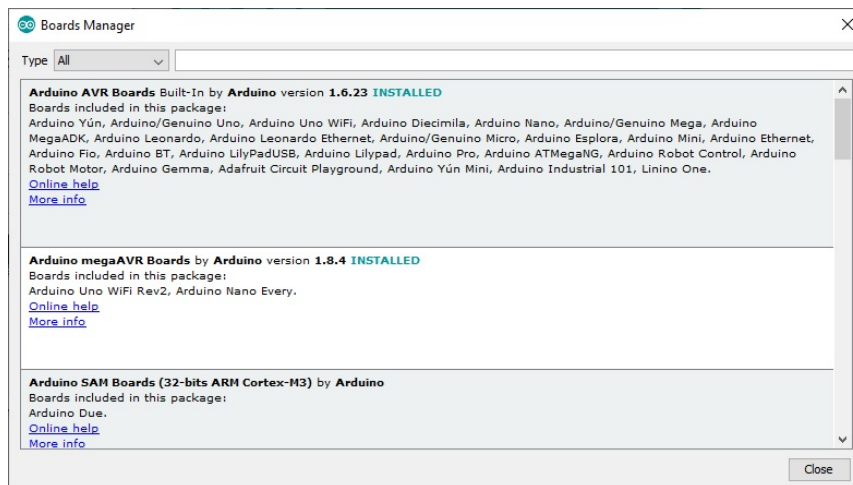 Boards Manager
Type All
Arduino AVR Boards Built-In by Arduino version 1.6.23 INSTALLED
Boards included in this package:
Arduino Yún, Arduino/Genuino Uno, Arduino Uno WiFi, Arduino Diecimila, Arduino Nano, Arduino/Genuino Mega, Arduino
MegaADK, Arduino Leonardo, Arduino Leonardo Ethernet, Arduino/Genuino Micro, Arduino Esplora, Arduino Mini, Arduino Ethernet,
Arduino Fio, Arduino BT, Arduino LilyPadUSB, Arduino Lilypad, Arduino Pro, Arduino ATMegaNG, Arduino Robot Control, Arduino
Robot Motor, Arduino Gemma, Adafruit Circuit Playground, Arduino Yún Mini, Arduino Industrial 101, Linino One.
Online help
More info
Arduino megaAVR Boards by Arduino version 1.8.4 INSTALLED
Boards included in this package:
Arduino Uno WiFi Rev2, Arduino Nano Every.
Online help
More info
Arduino SAM Boards (32-bits ARM Cortex-M3) by Arduino
Boards included in this package:
Arduino Due.
Online help
More info
Close